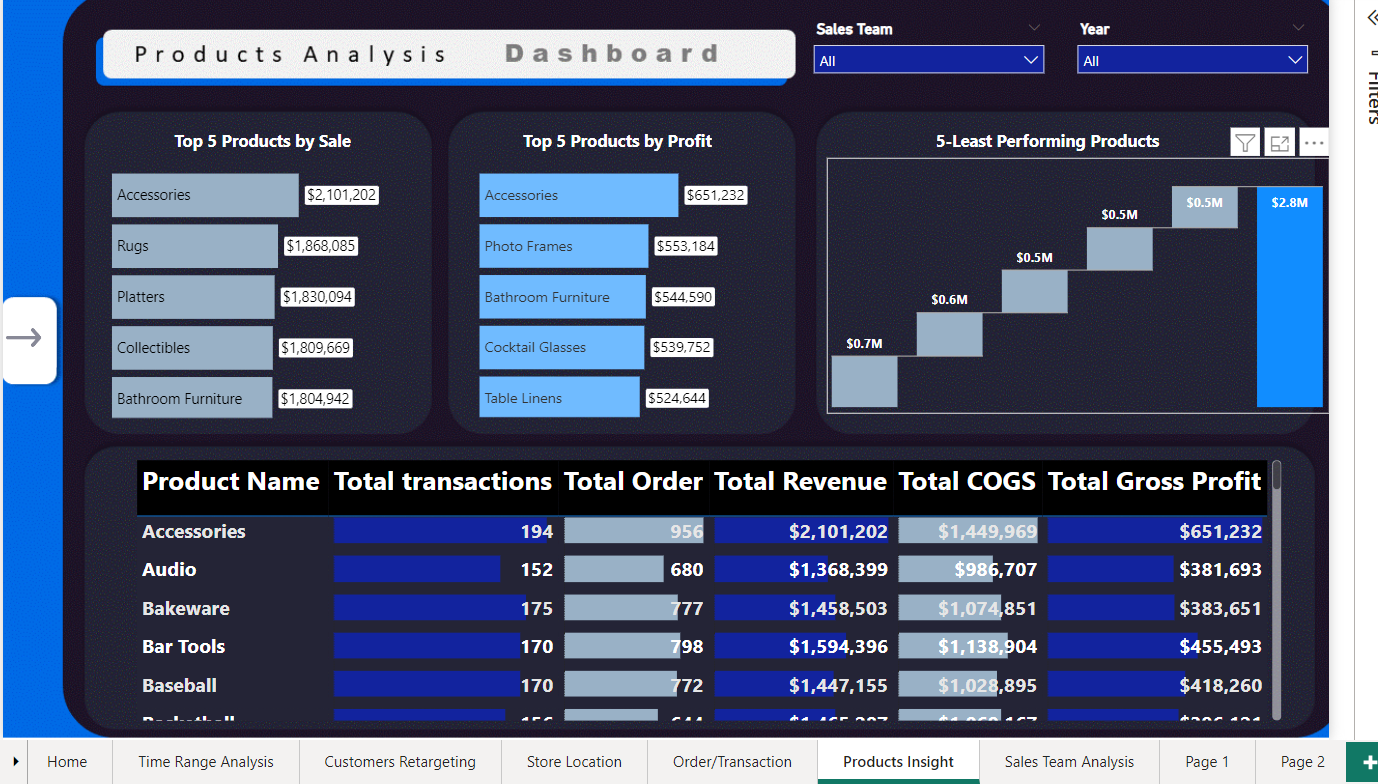 Products Analysis Dashboard
Sales Team
All
Year
All
Filters
Top 5 Products by Sale
Accessories $2,101,202
Rugs $1,868,085
Platters $1,830,094
Collectibles $1,809,669
Bathroom Furniture $1,804,942
Top 5 Products by Profit
Accessories $651,232
Photo Frames $553,184
Bathroom Furniture $544,590
Cocktail Glasses $539,752
Table Linens $524,644
5-Least Performing Products
$0.7M
$0.6M
$0.5M
$0.5M
$0.5M
$2.8M
Product Name Total transactions Total Order Total Revenue Total COGS Total Gross Profit
Accessories 194 956 $2,101,202 $1,449,969 $651,232
Audio 152 680 $1,368,399 $986,707 $381,693
Bakeware 175 777 $1,458,503 $1,074,851 $383,651
Bar Tools 170 798 $1,594,396 $1,138,904 $455,493
Baseball 170 772 $1,447,155 $1,028,895 $418,260
Home Time Range Analysis Customers Retargeting Store Location Order/Transaction Products Insight Sales Team Analysis Page 1 Page 2